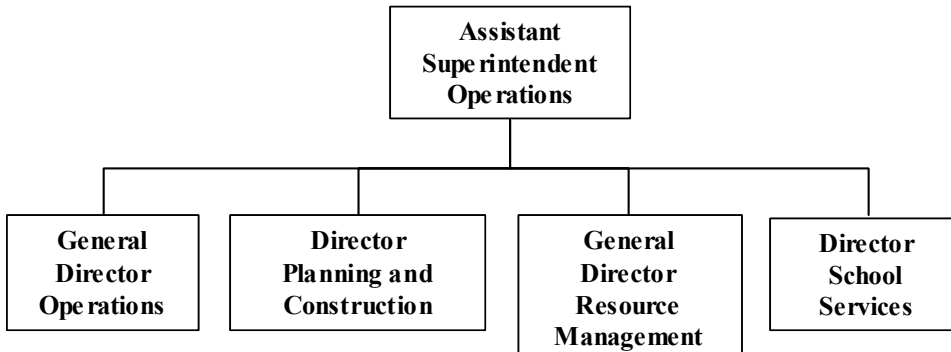 Assistant
Superintendent
Operations
General
Director
Operations
Director
Planning and
Construction
General
Director
Resource
Management
Director
School
Services